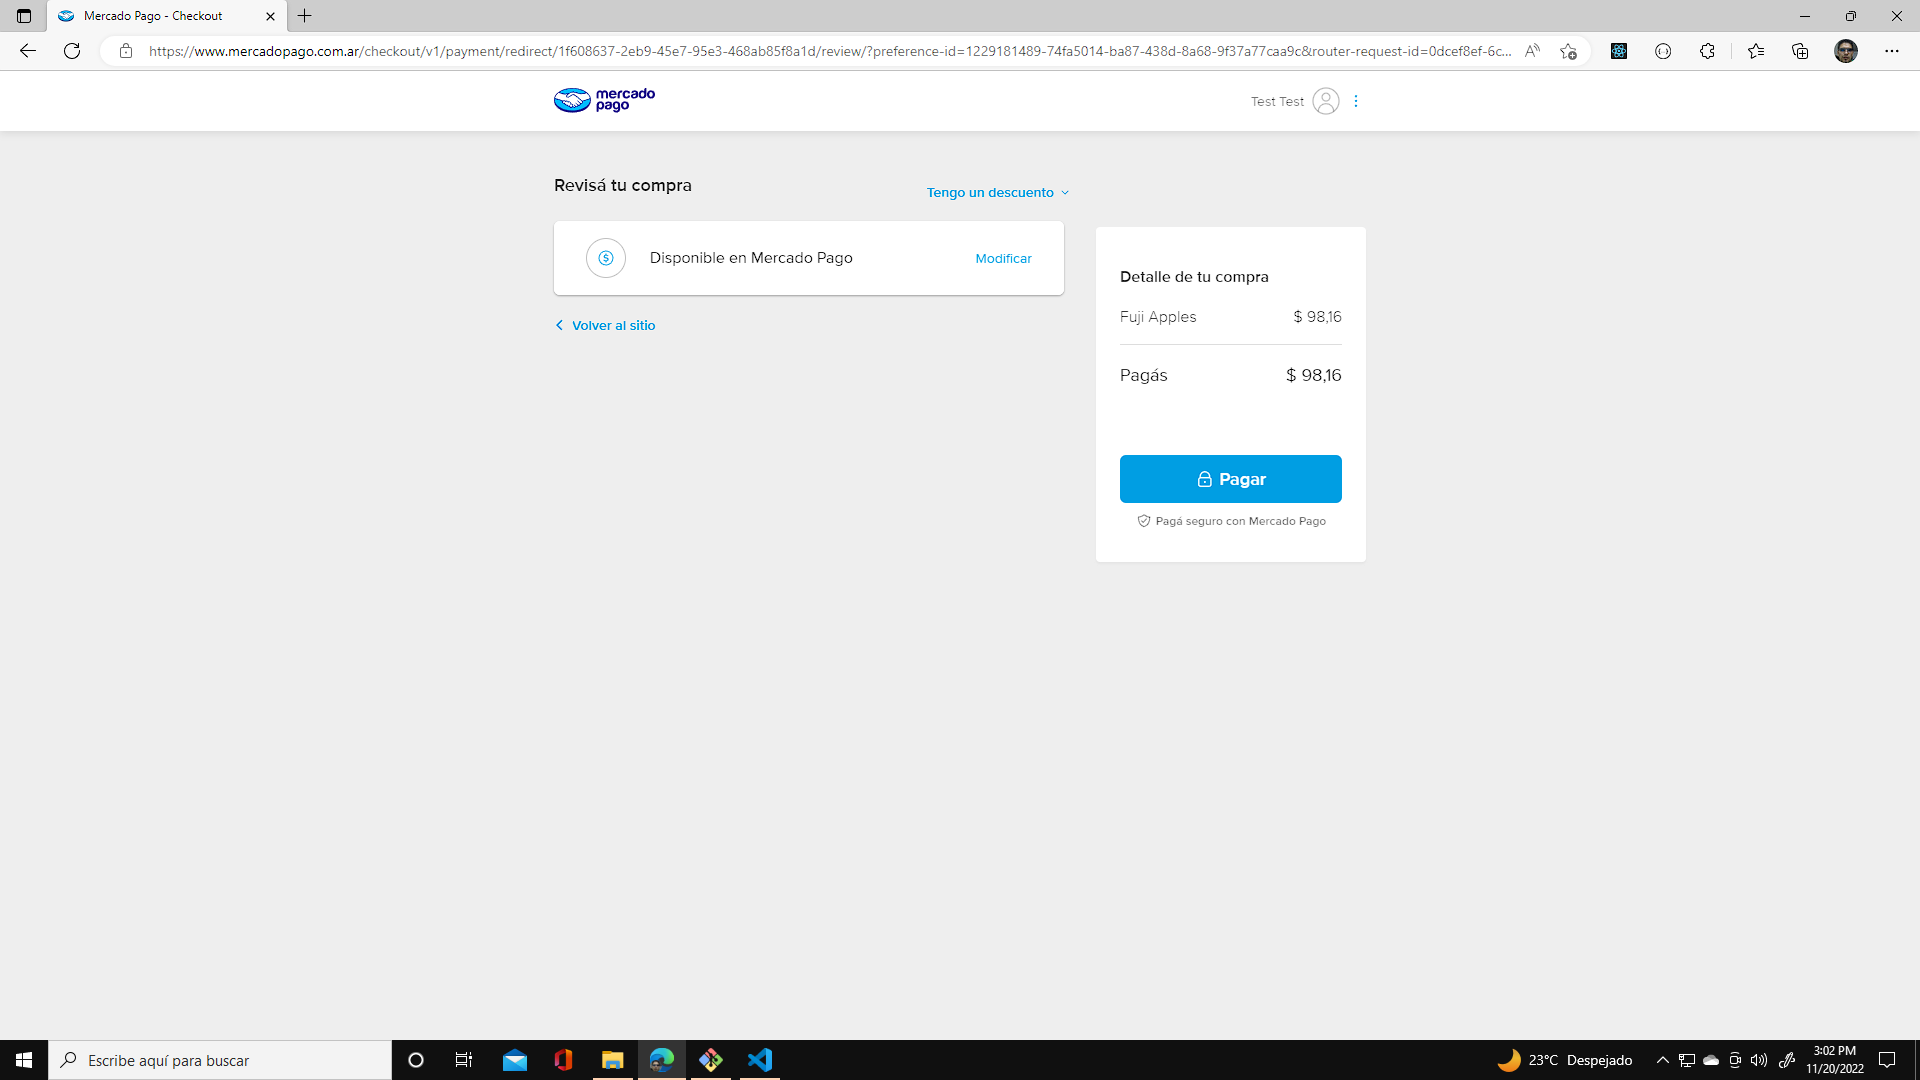 Mercado Pago - Checkout
https://www.mercadopago.com.ar/checkout/v1/payment/redirect/1f608637-2eb9-45e7-95e3-468ab85f8a1d/review/?preference-id=1229181489-74fa5014-ba87-438d-8a68-9f37a77caa9c&router-request-id=0dcef8ef-6c...
mercado
pago
Test Test
Revisá tu compra
Tengo un descuento
Disponible en Mercado Pago
Modificar
Volver al sitio
Detalle de tu compra
Fuji Apples $ 98,16
Pagás $ 98,16
Pagar
Pagá seguro con Mercado Pago
Escribe aquí para buscar
23°C Despejado
3:02 PM
11/20/2022